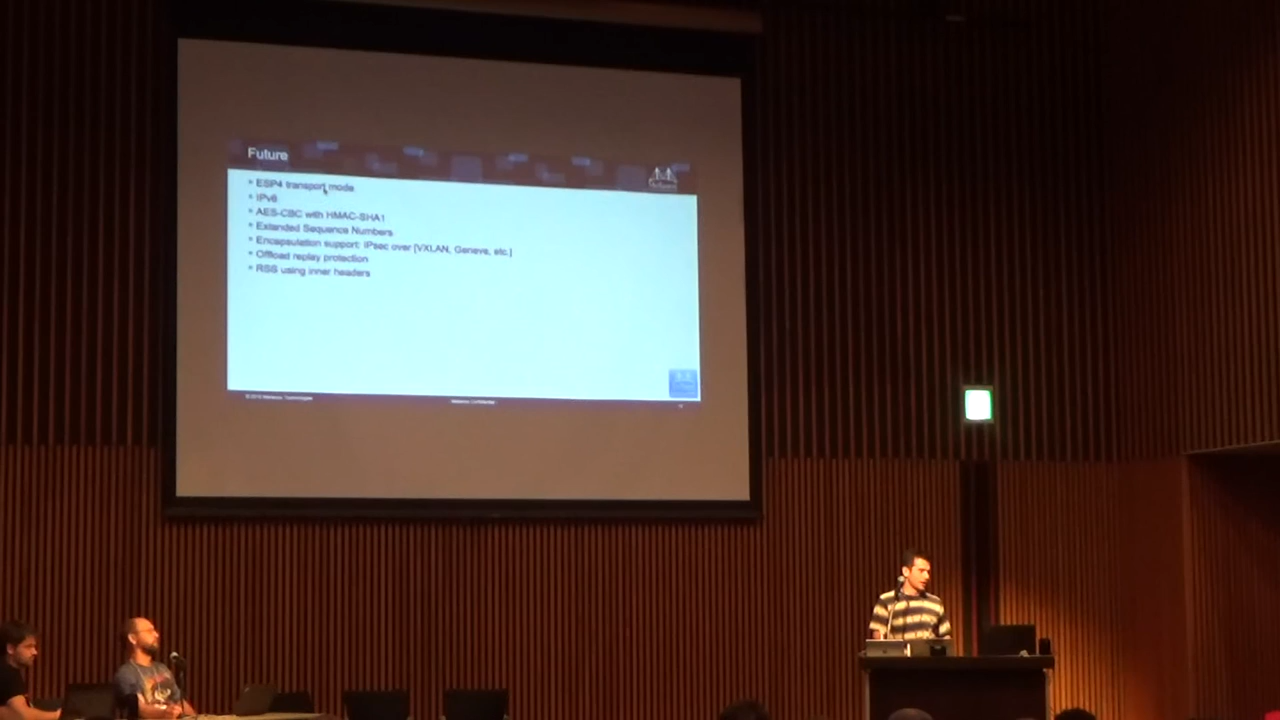 Future
ESP4 transport mode
IPv6
AES-CBC with HMAC-SHA1
Extended Sequence Numbers
Encapsulation support: IPsec over [VXLAN, Geneve, etc.]
Offload replay protection
RSS using inner headers